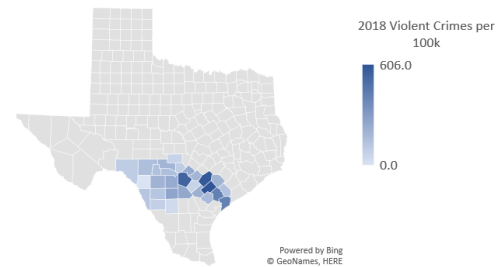 2018 Violent Crimes per
100k
606.0
0.0
Powered by Bing
© GeoNames, HERE